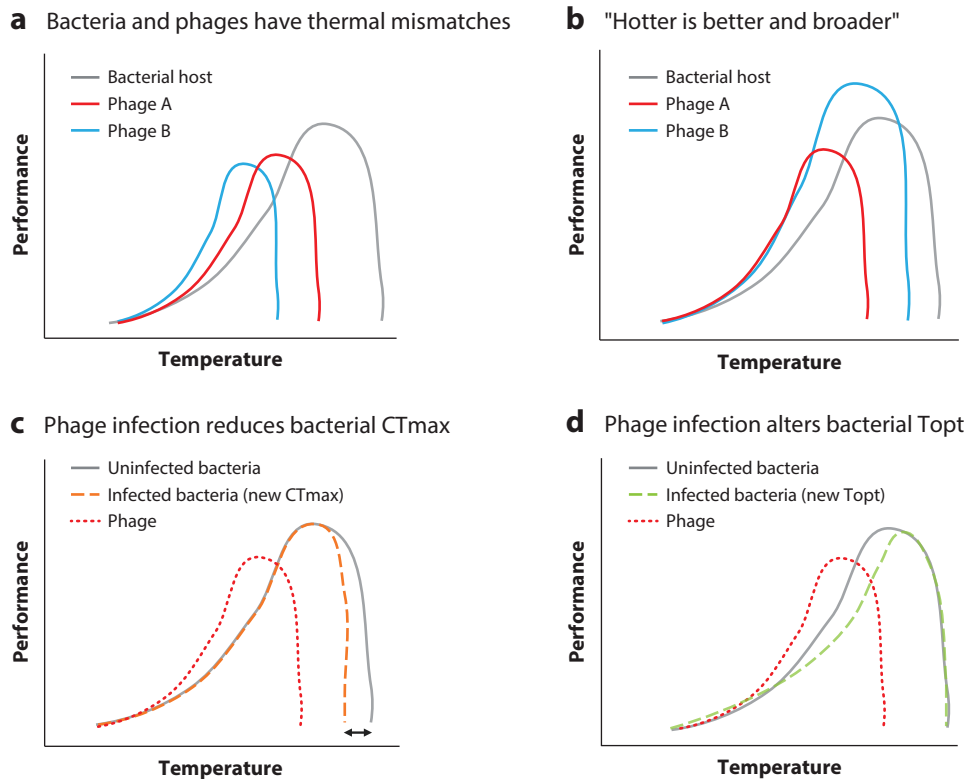 a Bacteria and phages have thermal mismatches
Bacterial host
Phage A
Phage B
Performance
Temperature
b "Hotter is better and broader"
Bacterial host
Phage A
Phage B
Performance
Temperature
c Phage infection reduces bacterial CTmax
Uninfected bacteria
Infected bacteria (new CTmax)
Phage
Performance
Temperature
d Phage infection alters bacterial Topt
Uninfected bacteria
Infected bacteria (new Topt)
Phage
Performance
Temperature